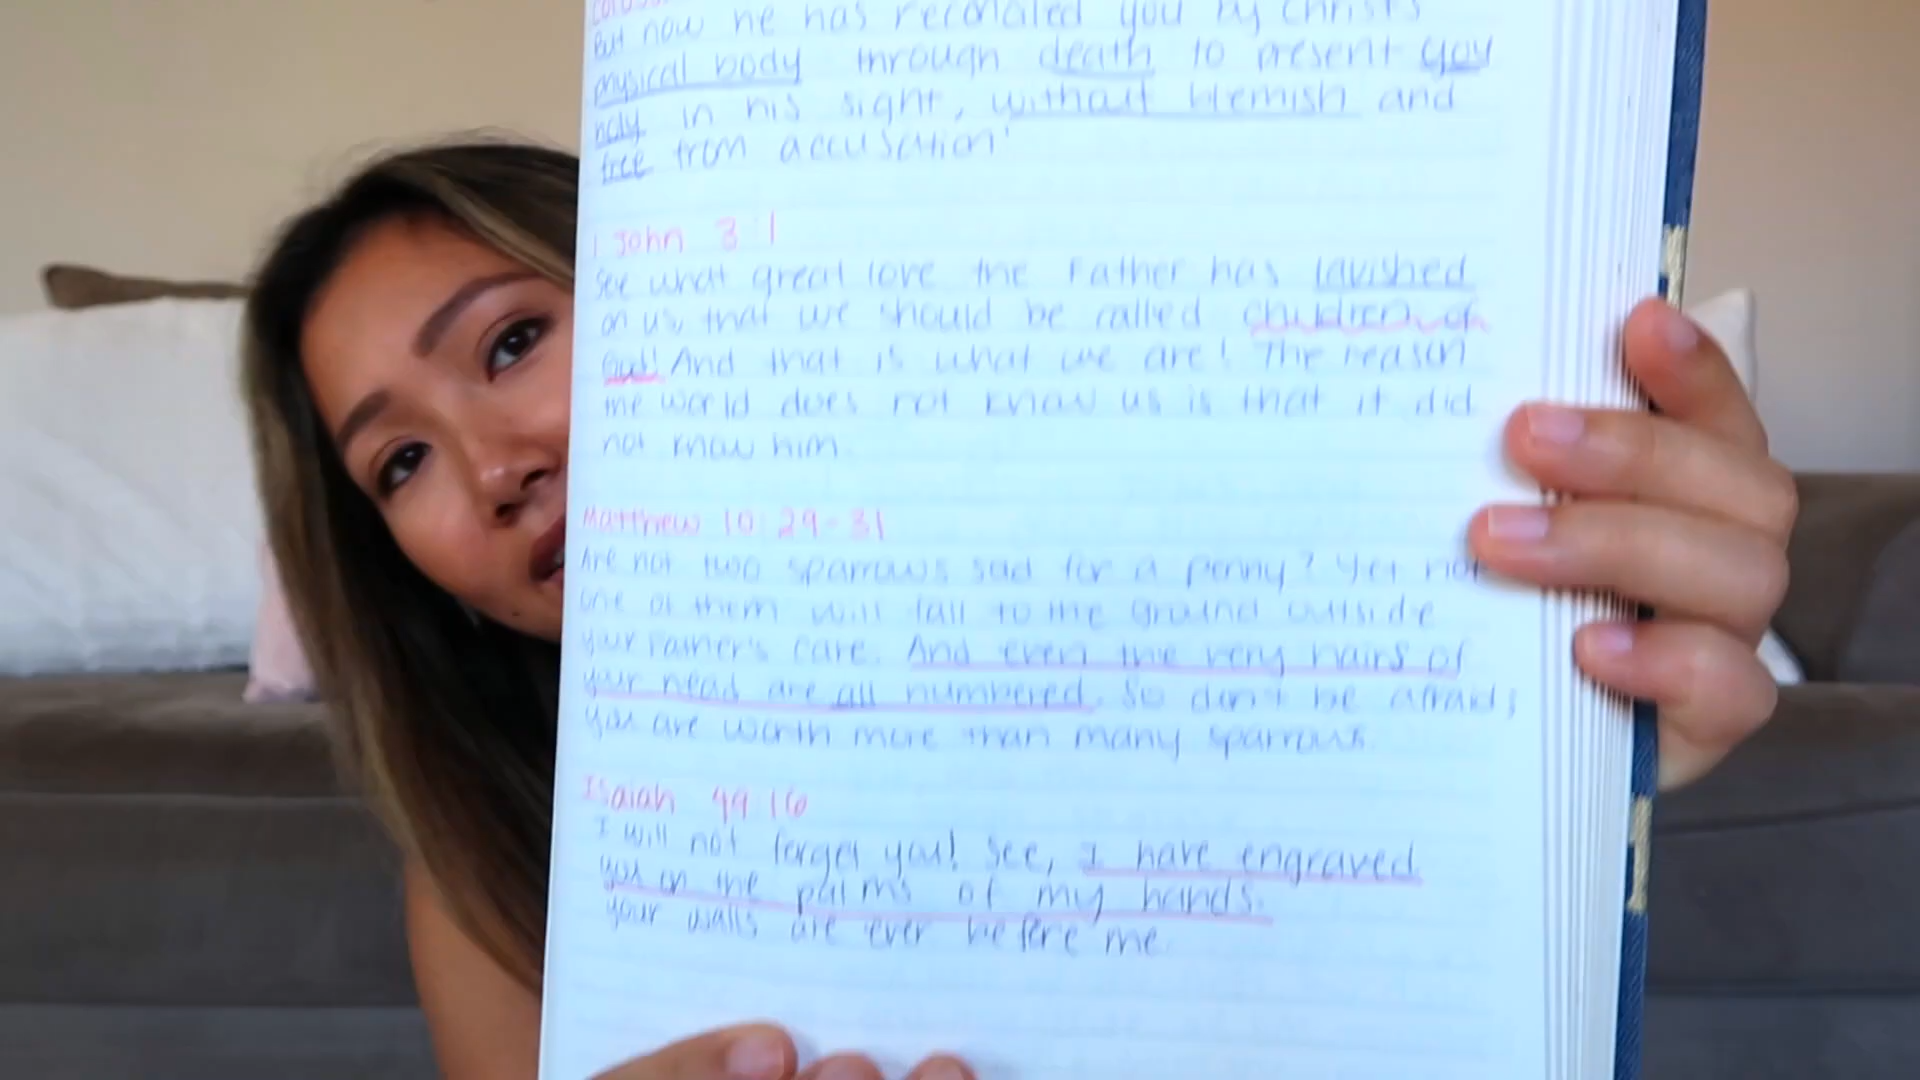 But now he has reconciled you by Christ's
physical body through death to present you
holy in his sight, without blemish and
free from accusation'
1 John 3:1
See what great love the Father has lavished
on us, that we should be called children of
God! And that is what we are! The reason
the world does not know us is that it did
not know him.
Matthew 10:29-31
Are not two sparrows sold for a penny? Yet not
one of them will fall to the ground outside
your Father's care. And even the very hairs of
your head are all numbered. So don't be afraid;
you are worth more than many sparrows.
Isaiah 49:16
I will not forget you! See, I have engraved
you on the palms of my hands.
your walls are ever before me